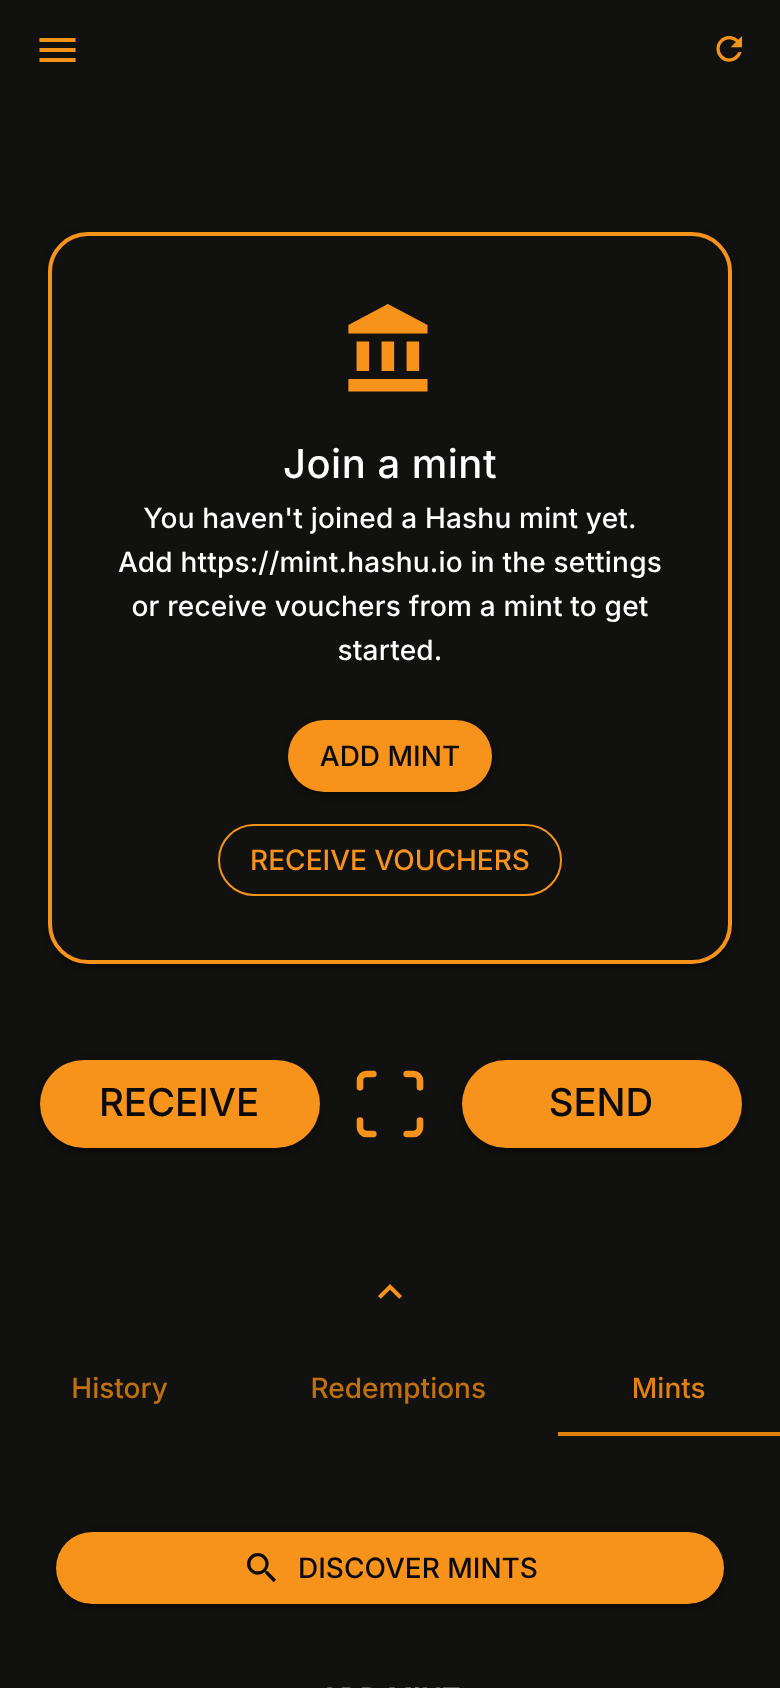 Join a mint
You haven't joined a Hashu mint yet.
Add https://mint.hashu.io in the settings
or receive vouchers from a mint to get
started.
ADD MINT
RECEIVE VOUCHERS
RECEIVE
SEND
History
Redemptions
Mints
DISCOVER MINTS